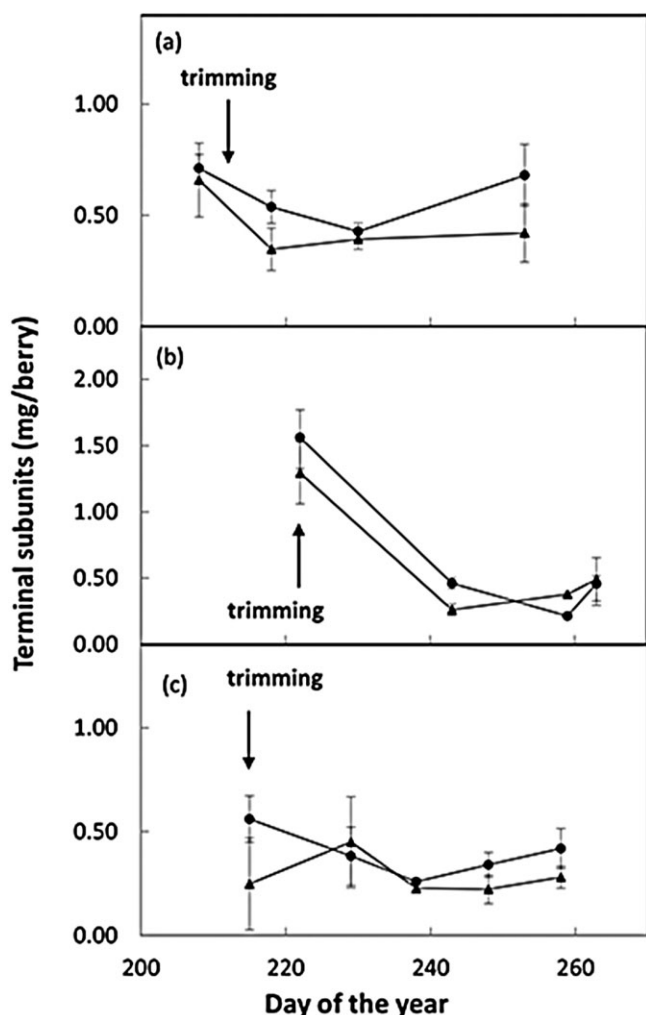 (a)
trimming
1.00
0.50
0.00
(b)
2.00
1.50
1.00
0.50
trimming
0.00
(c)
trimming
1.00
0.50
0.00
200 220 240 260
Day of the year
Terminal subunits (mg/berry)